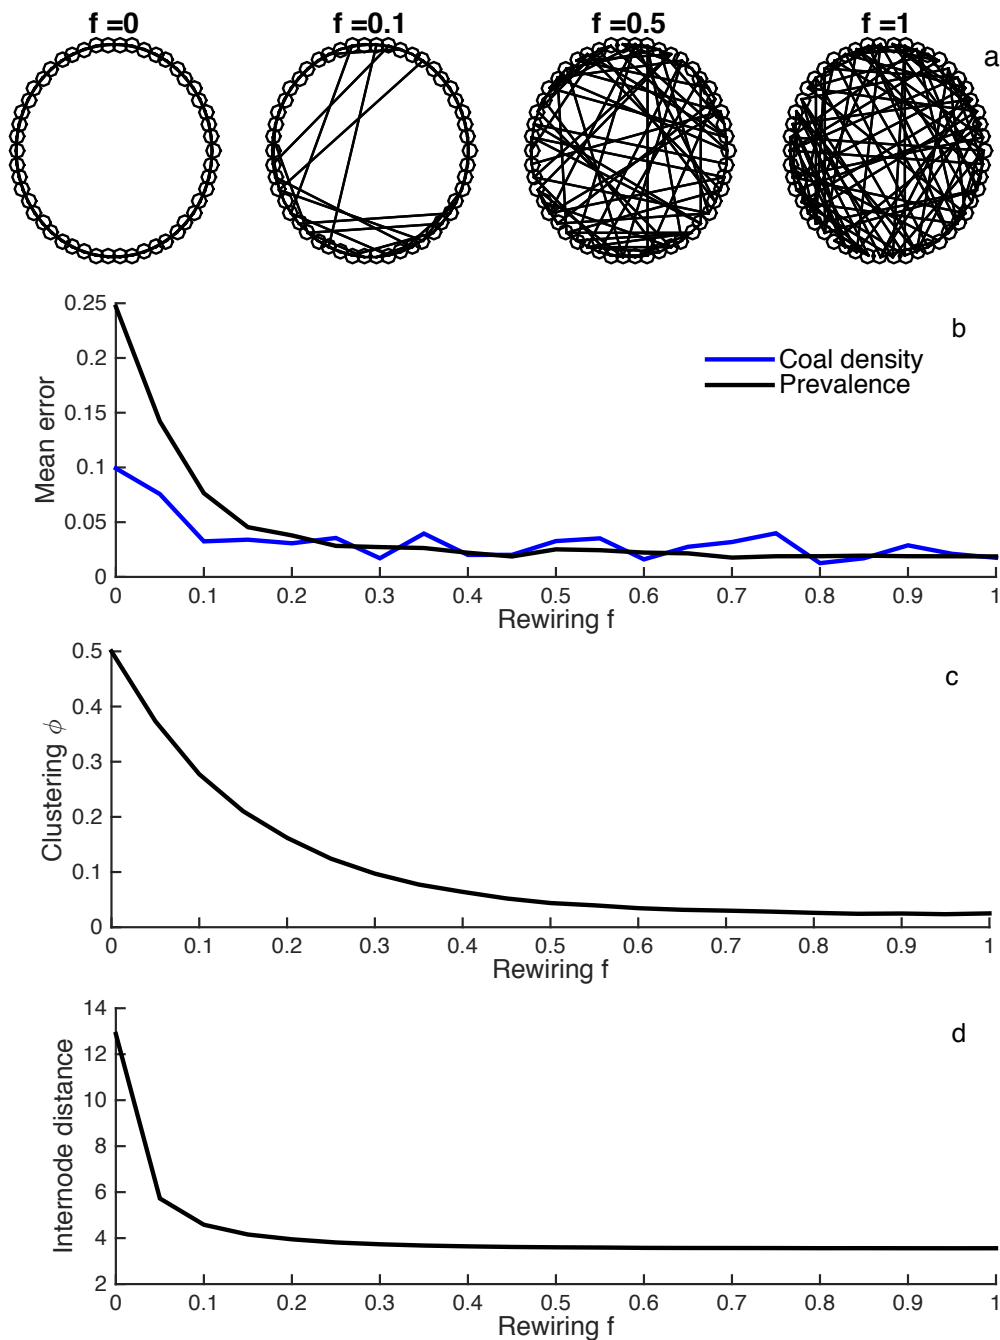 f =0 f =0.1 f =0.5 f =1
a
0.25
0.2
0.15
0.1
0.05
0
Mean error
b
Coal density
Prevalence
0 0.1 0.2 0.3 0.4 0.5 0.6 0.7 0.8 0.9 1
Rewiring f
0.5
0.4
0.3
0.2
0.1
0
Clustering ϕ
c
0 0.1 0.2 0.3 0.4 0.5 0.6 0.7 0.8 0.9 1
Rewiring f
14
12
10
8
6
4
2
Internode distance
d
0 0.1 0.2 0.3 0.4 0.5 0.6 0.7 0.8 0.9 1
Rewiring f